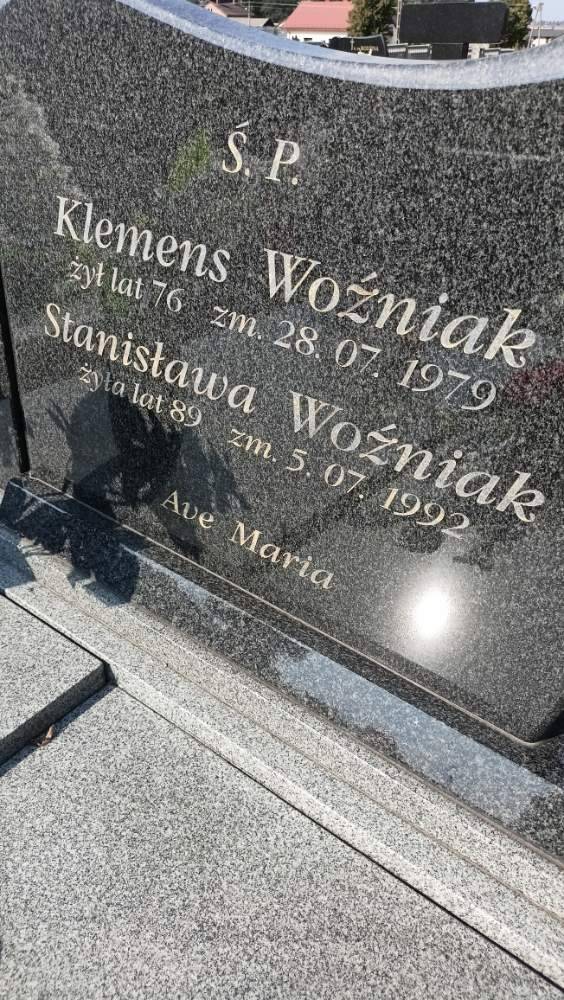 Ś. P.
Klemens Woźniak
żył lat 76 zm. 28. 07. 1979
Stanisława Woźniak
żyła lat 89 zm. 5. 07. 1992
Ave Maria